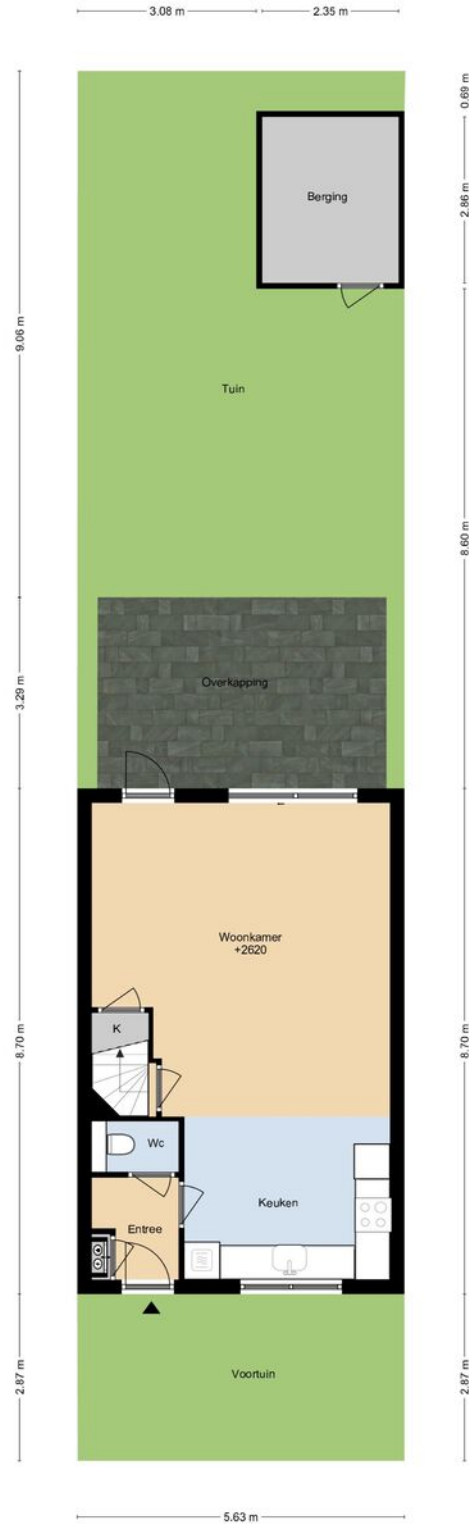 3.08 m
2.35 m
0.69 m
2.86 m
Berging
9.06 m
Tuin
8.60 m
3.29 m
Overkapping
Woonkamer
+2620
K
8.70 m
8.70 m
Wc
Keuken
Entree
2.87 m
2.87 m
Voortuin
5.63 m